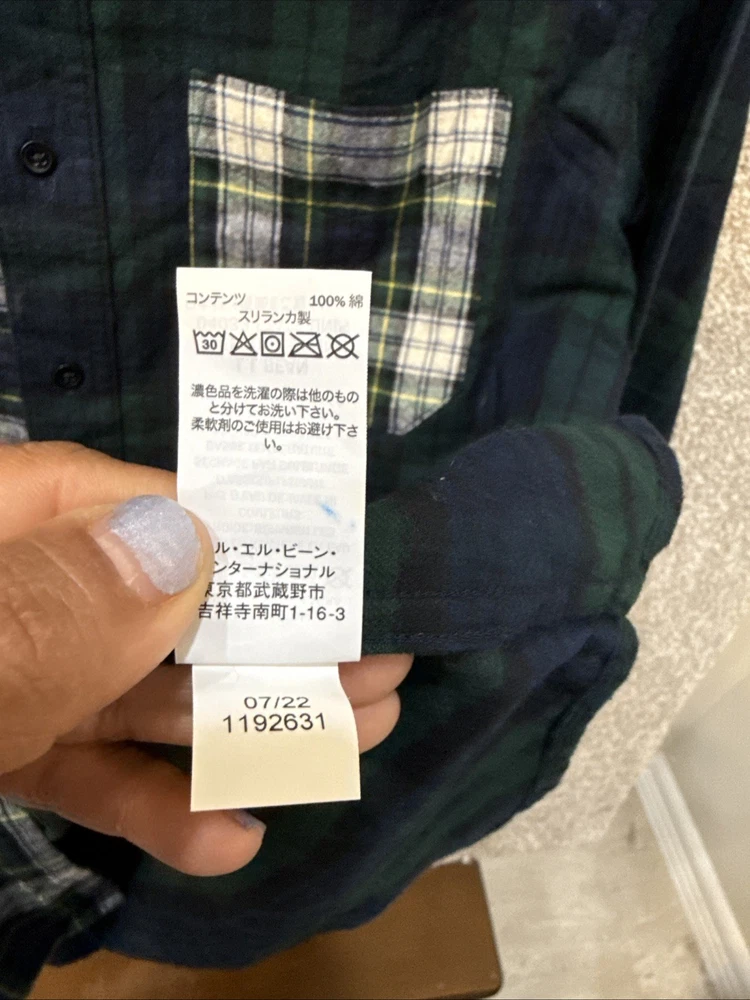 コンテンツ 100% 綿
スリランカ製
30
濃色品を洗濯の際は他のもの
と分けてお洗い下さい。
柔軟剤のご使用はお避け下さ
い。
ル・エル・ビーン・
ンターナショナル
東京都武蔵野市
吉祥寺南町1-16-3
07/22
1192631